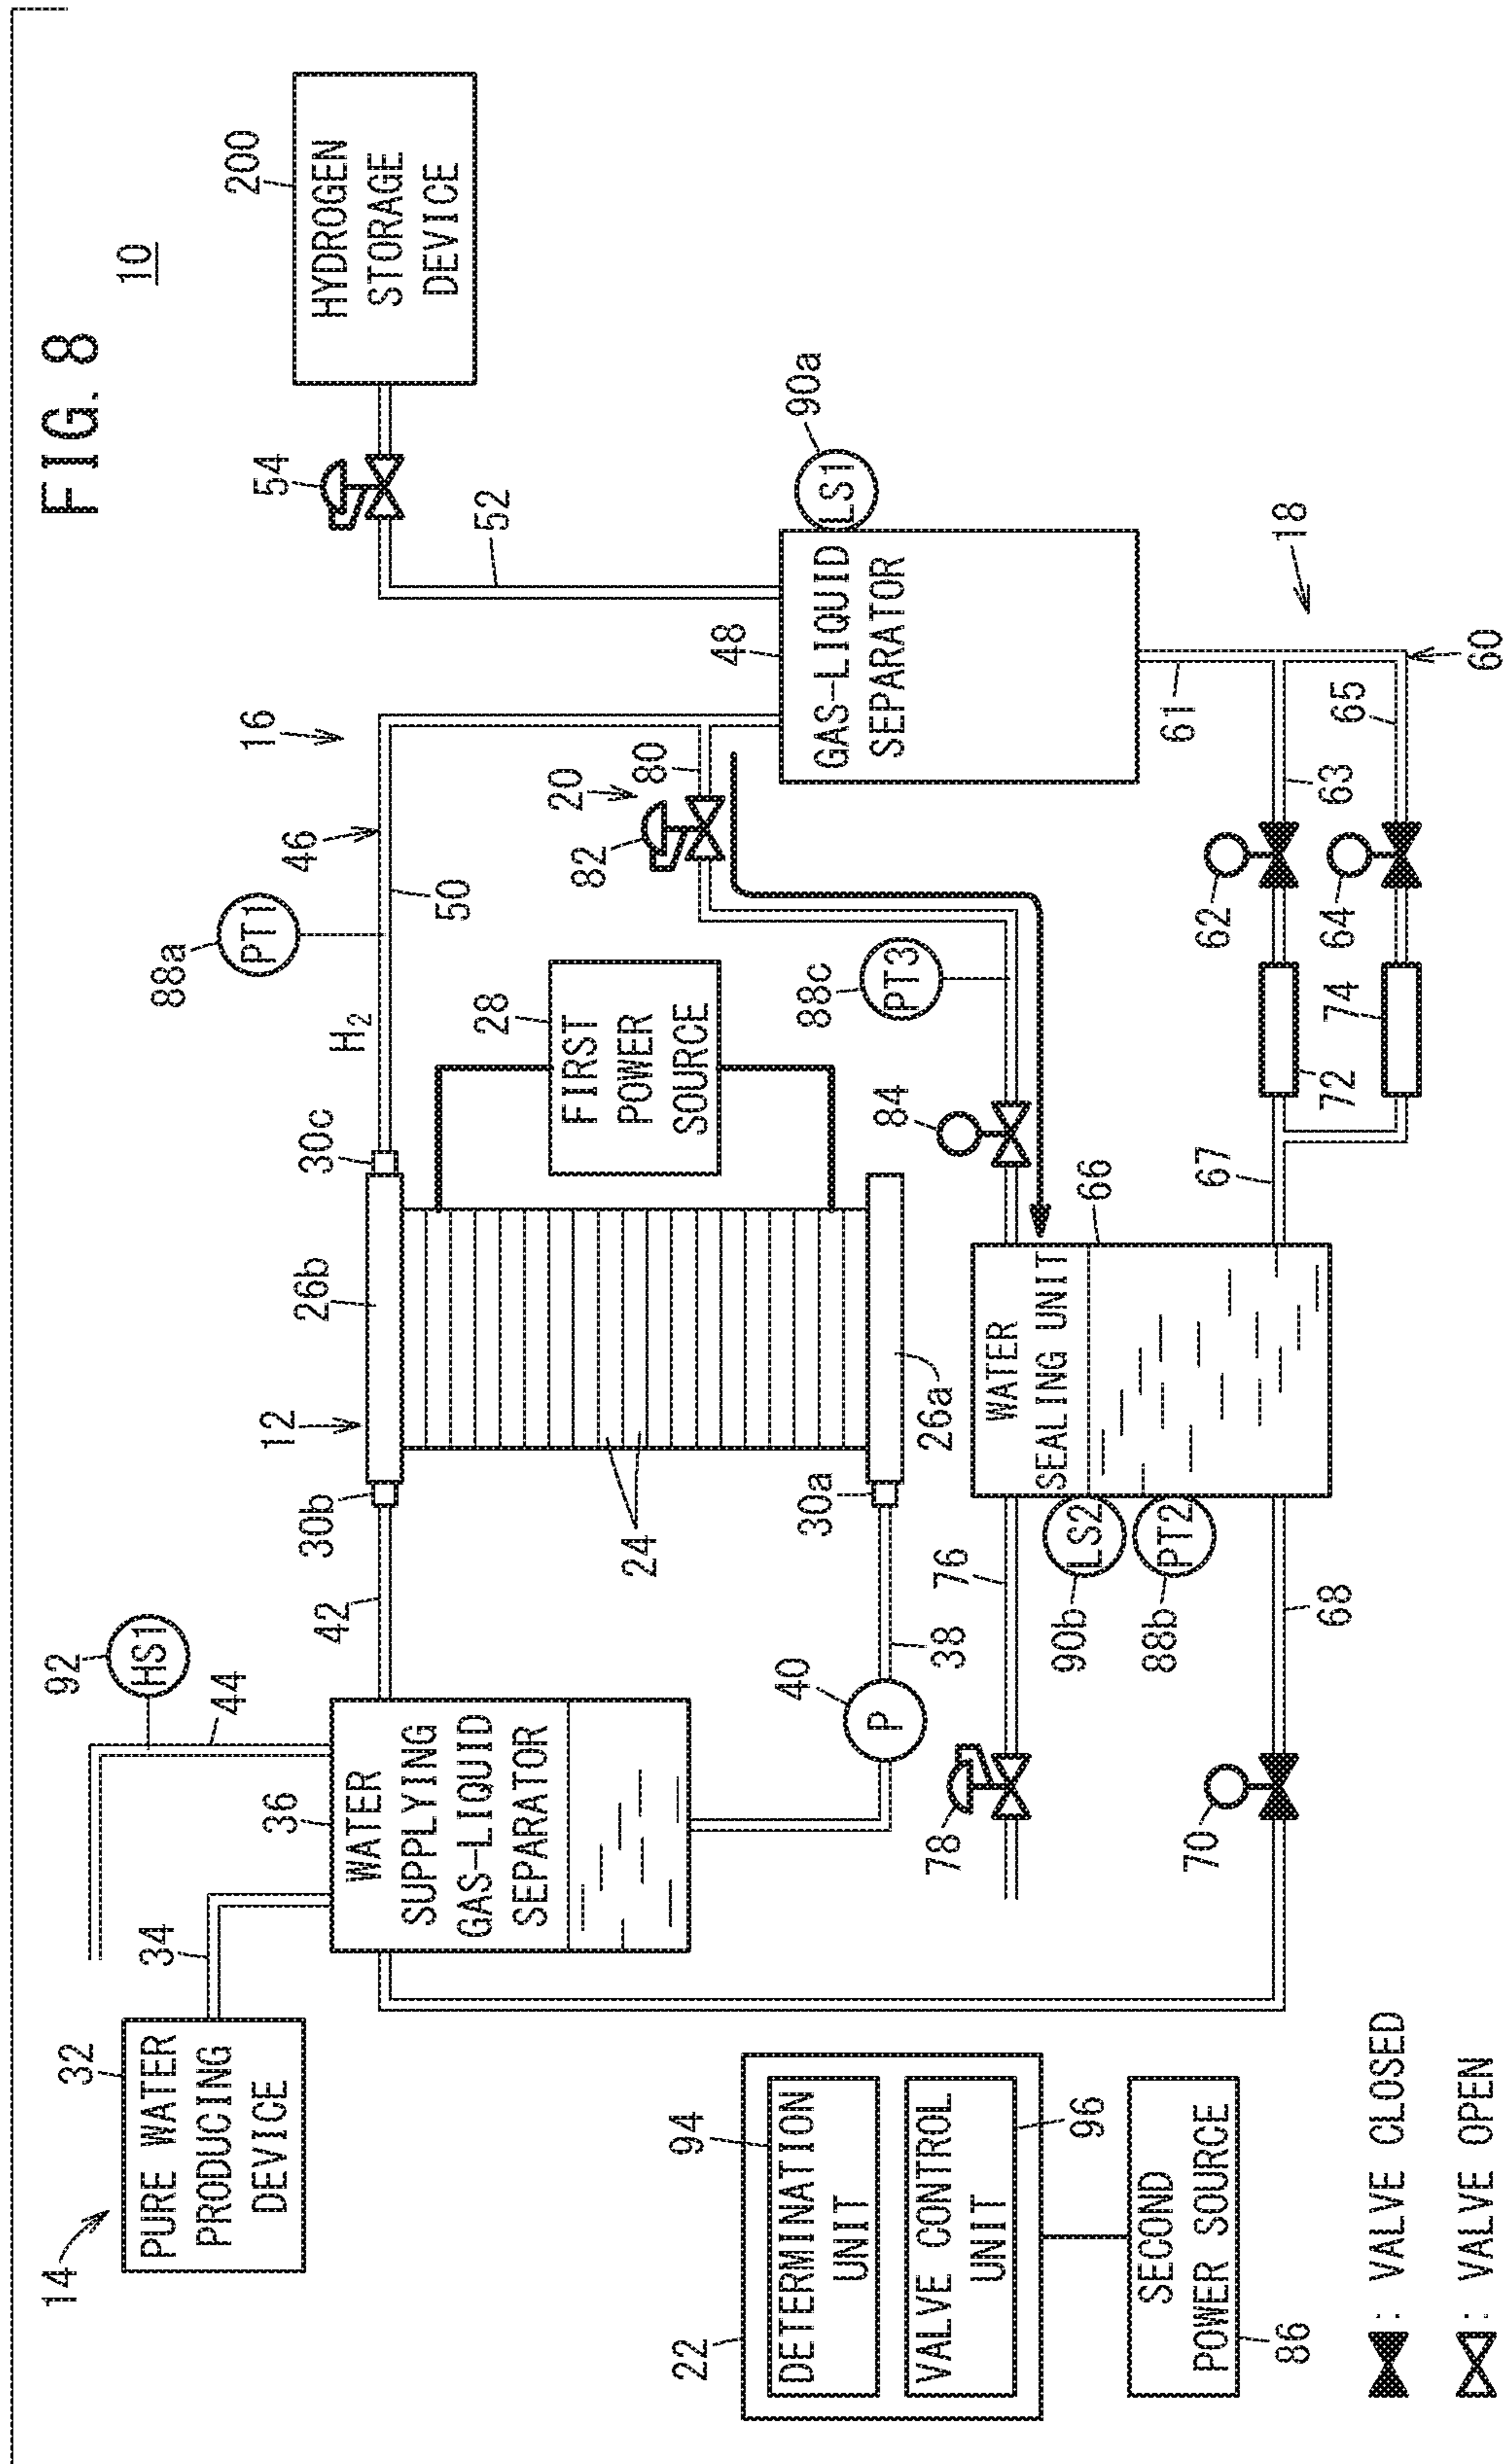 FIG. 8
10
14
32
PURE WATER
PRODUCING
DEVICE
34
92
HS1
44
36
WATER
SUPPLYING
GAS-LIQUID
SEPARATOR
42
30b
12
26b
30c
H₂
88a
PT1
46
50
16
54
200
HYDROGEN
STORAGE
DEVICE
52
24
28
FIRST
POWER
SOURCE
40
P
38
30a
26a
20
82
80
48
GAS-LIQUID
SEPARATOR
90a
LS1
88c
PT3
84
78
76
WATER
SEALING UNIT
66
90b
LS2
88b
PT2
70
68
67
72
74
62
64
63
65
61
18
60
22
94
DETERMINATION
UNIT
VALVE CONTROL
UNIT
96
SECOND
POWER SOURCE
86
: VALVE CLOSED
: VALVE OPEN